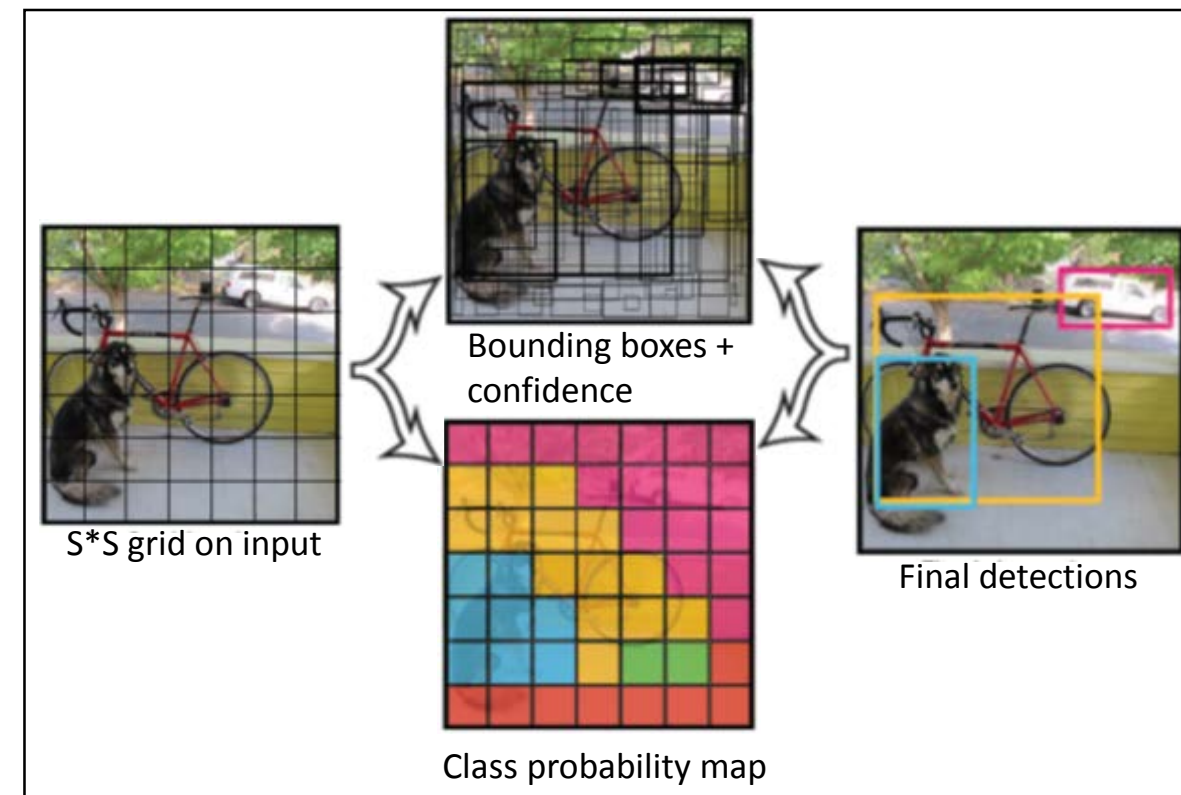 S*S grid on input
Bounding boxes +
confidence
Class probability map
Final detections